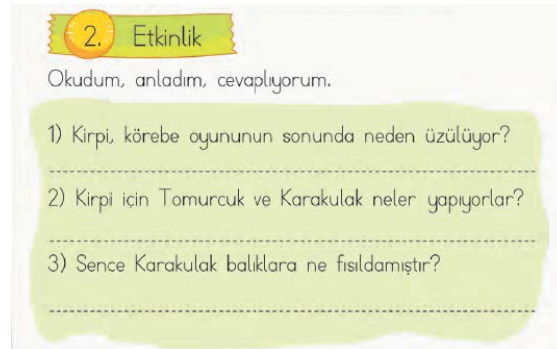 2. Etkinlik
Okudum, anladım, cevaplıyorum.
1) Kirpi, körebe oyununun sonunda neden üzülüyor?
2) Kirpi için Tomurcuk ve Karakulak neler yapıyorlar?
3) Sence Karakulak balıklara ne fısıldamıştır?